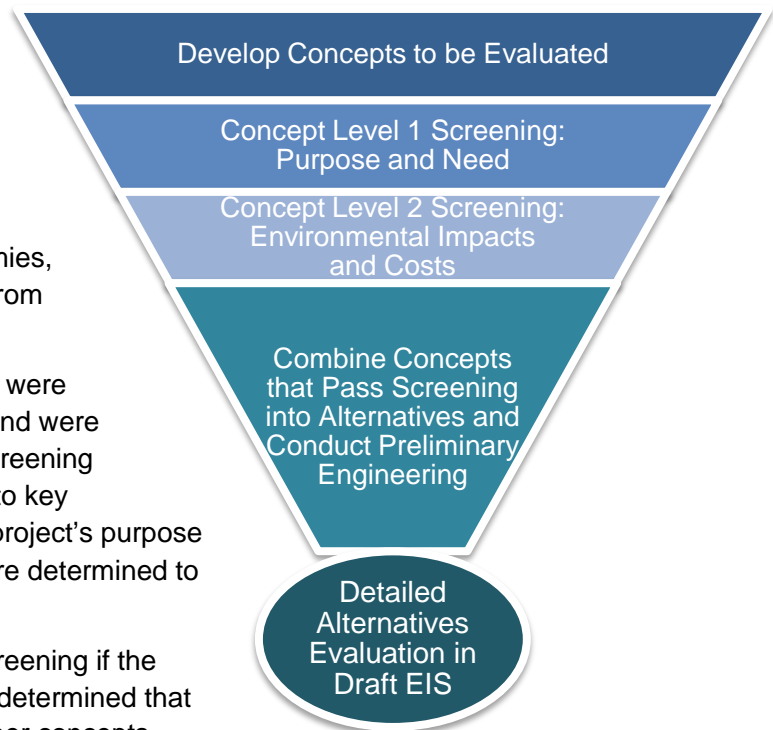 Develop Concepts to be Evaluated
Concept Level 1 Screening:
Purpose and Need
Concept Level 2 Screening:
Environmental Impacts
and Costs
Combine Concepts
that Pass Screening
into Alternatives and
Conduct Preliminary
Engineering
Detailed
Alternatives
Evaluation in
Draft EIS
nies,
rom
were
nd were
reening
to key
project's purpose
re determined to
reening if the
determined that
concepts